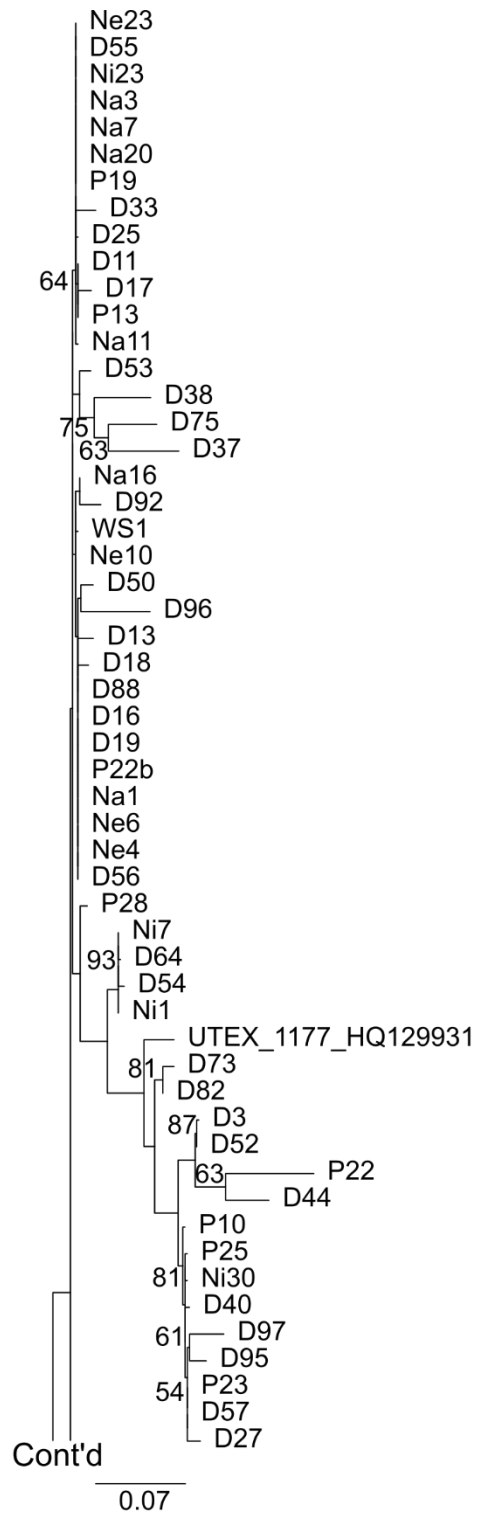 Ne23
D55
Ni23
Na3
Na7
Na20
P19
D33
D25
D11
64
D17
P13
Na11
D53
D38
75
D75
63
D37
Na16
D92
WS1
Ne10
D50
D96
D13
D18
D88
D16
D19
P22b
Na1
Ne6
Ne4
D56
P28
Ni7
93
D64
D54
Ni1
UTEX_1177_HQ129931
81
D73
D82
D3
87
D52
63
P22
D44
P10
P25
81
Ni30
D40
61
D97
D95
54
P23
D57
D27
Cont'd
0.07